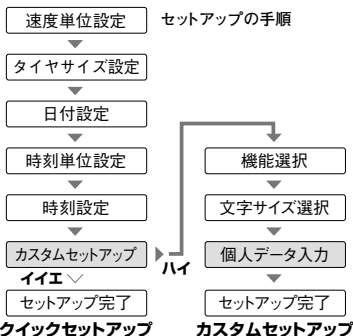 速度単位設定
セットアップの手順
タイヤサイズ設定
日付設定
時刻単位設定
時刻設定
カスタムセットアップ
イイエ
ハイ
セットアップ完了
クイックセットアップ
機能選択
文字サイズ選択
個人データ入力
セットアップ完了
カスタムセットアップ